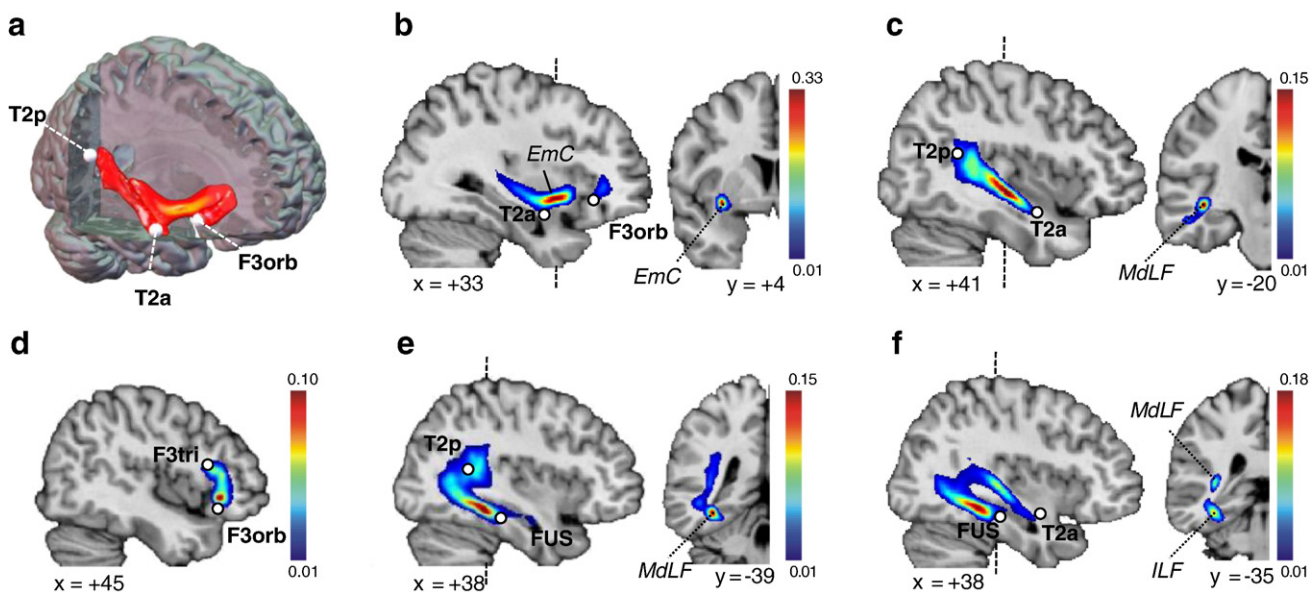 a
T2p
T2a
F3orb
b
EmC
T2a
F3orb
EmC
x = +33
y = +4
0.33
0.01
c
T2p
T2a
MdLF
x = +41
y = -20
0.15
0.01
d
F3tri
F3orb
x = +45
0.10
0.01
e
T2p
FUS
MdLF
x = +38
y = -39
0.15
0.01
f
MdLF
FUS
T2a
ILF
x = +38
y = -35
0.18
0.01